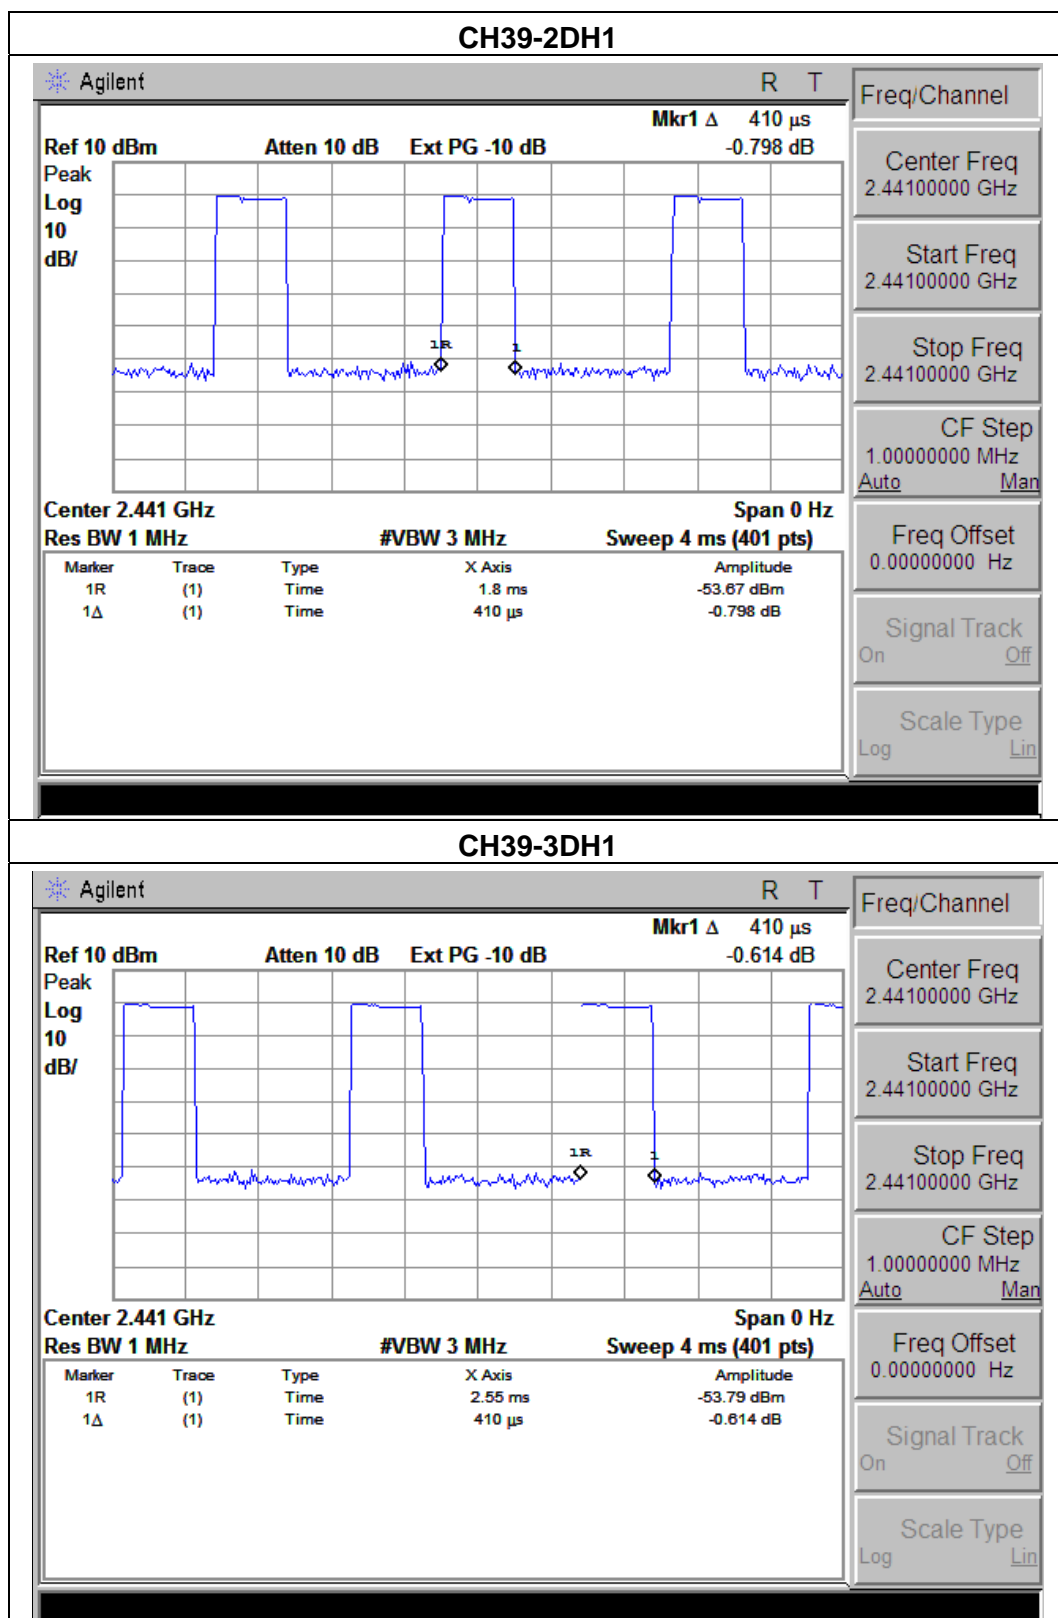 CH39-2DH1
Agilent R T
Freq/Channel
Mkr1 Δ 410 μs
Ref 10 dBm Atten 10 dB Ext PG -10 dB -0.798 dB
Peak
Log
10
dB/
1R 1
Center 2.441 GHz Span 0 Hz
Res BW 1 MHz #VBW 3 MHz Sweep 4 ms (401 pts)
Marker Trace Type X Axis Amplitude
1R (1) Time 1.8 ms -53.67 dBm
1Δ (1) Time 410 μs -0.798 dB
Center Freq
2.44100000 GHz
Start Freq
2.44100000 GHz
Stop Freq
2.44100000 GHz
CF Step
1.00000000 MHz
Auto Man
Freq Offset
0.00000000 Hz
Signal Track
On Off
Scale Type
Log Lin
CH39-3DH1
Agilent R T
Freq/Channel
Mkr1 Δ 410 μs
Ref 10 dBm Atten 10 dB Ext PG -10 dB -0.614 dB
Peak
Log
10
dB/
1R 1
Center 2.441 GHz Span 0 Hz
Res BW 1 MHz #VBW 3 MHz Sweep 4 ms (401 pts)
Marker Trace Type X Axis Amplitude
1R (1) Time 2.55 ms -53.79 dBm
1Δ (1) Time 410 μs -0.614 dB
Center Freq
2.44100000 GHz
Start Freq
2.44100000 GHz
Stop Freq
2.44100000 GHz
CF Step
1.00000000 MHz
Auto Man
Freq Offset
0.00000000 Hz
Signal Track
On Off
Scale Type
Log Lin